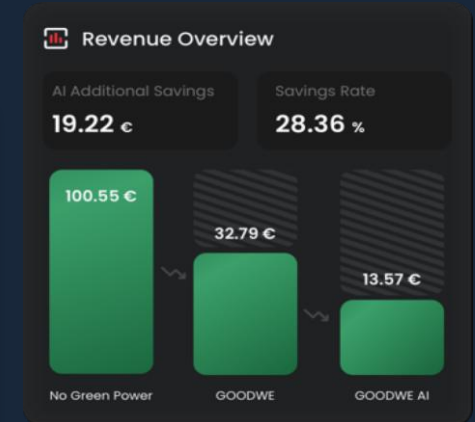 Revenue Overview
AI Additional Savings
19.22 €
Savings Rate
28.36 %
100.55 €
32.79 €
13.57 €
No Green Power
GOODWE
GOODWE AI